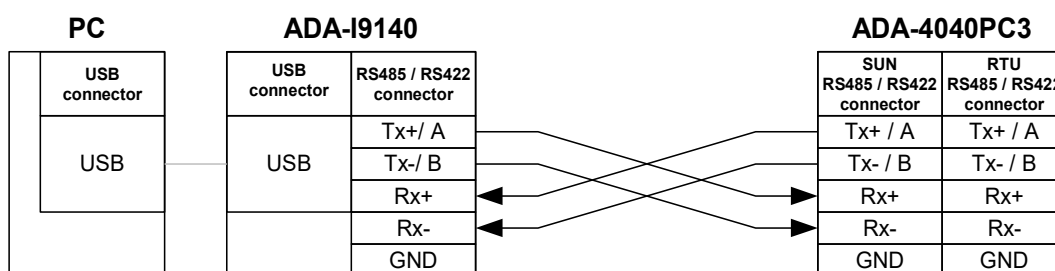 PC
ADA-I9140
ADA-4040PC3
USB
connector
USB
connector
RS485 / RS422
connector
SUN
RS485 / RS422
connector
RTU
RS485 / RS422
connector
USB
USB
Tx+/ A
Tx-/ B
Rx+
Rx-
GND
Tx+ / A
Tx- / B
Rx+
Rx-
GND
Tx+ / A
Tx- / B
Rx+
Rx-
GND